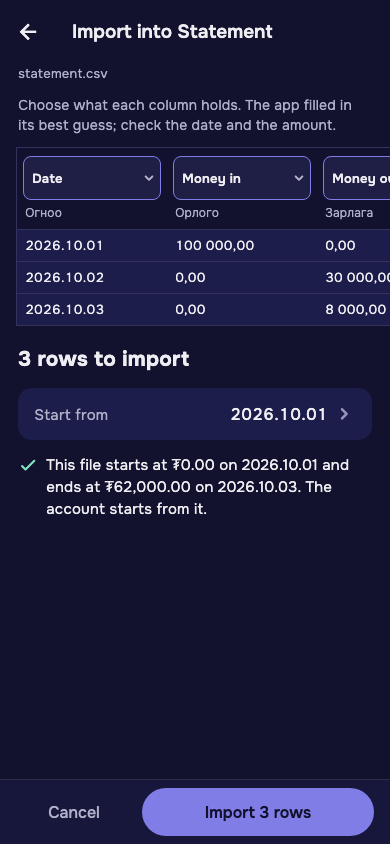 Import into Statement
statement.csv
Choose what each column holds. The app filled in
its best guess; check the date and the amount.
Date Money in Money
Огноо Орлого Зарлага
2026.10.01 100 000,00 0,00
2026.10.02 0,00 30 000,0
2026.10.03 0,00 8 000,00
3 rows to import
Start from 2026.10.01
This file starts at ₮0.00 on 2026.10.01 and
ends at ₮62,000.00 on 2026.10.03. The
account starts from it.
Cancel Import 3 rows